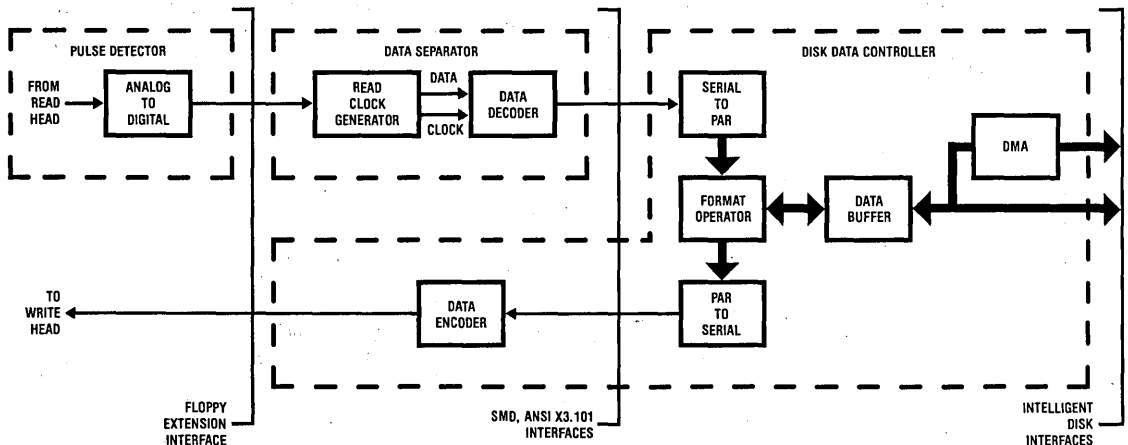 PULSE DETECTOR
DATA SEPARATOR
DISK DATA CONTROLLER
FROM
READ
HEAD
ANALOG
TO
DIGITAL
READ
CLOCK
GENERATOR
DATA
CLOCK
DATA
DECODER
SERIAL
TO
PAR
DMA
FORMAT
OPERATOR
DATA
BUFFER
TO
WRITE
HEAD
DATA
ENCODER
PAR
TO
SERIAL
FLOPPY
EXTENSION
INTERFACE
SMD, ANSI X3.101
INTERFACES
INTELLIGENT
DISK
INTERFACES